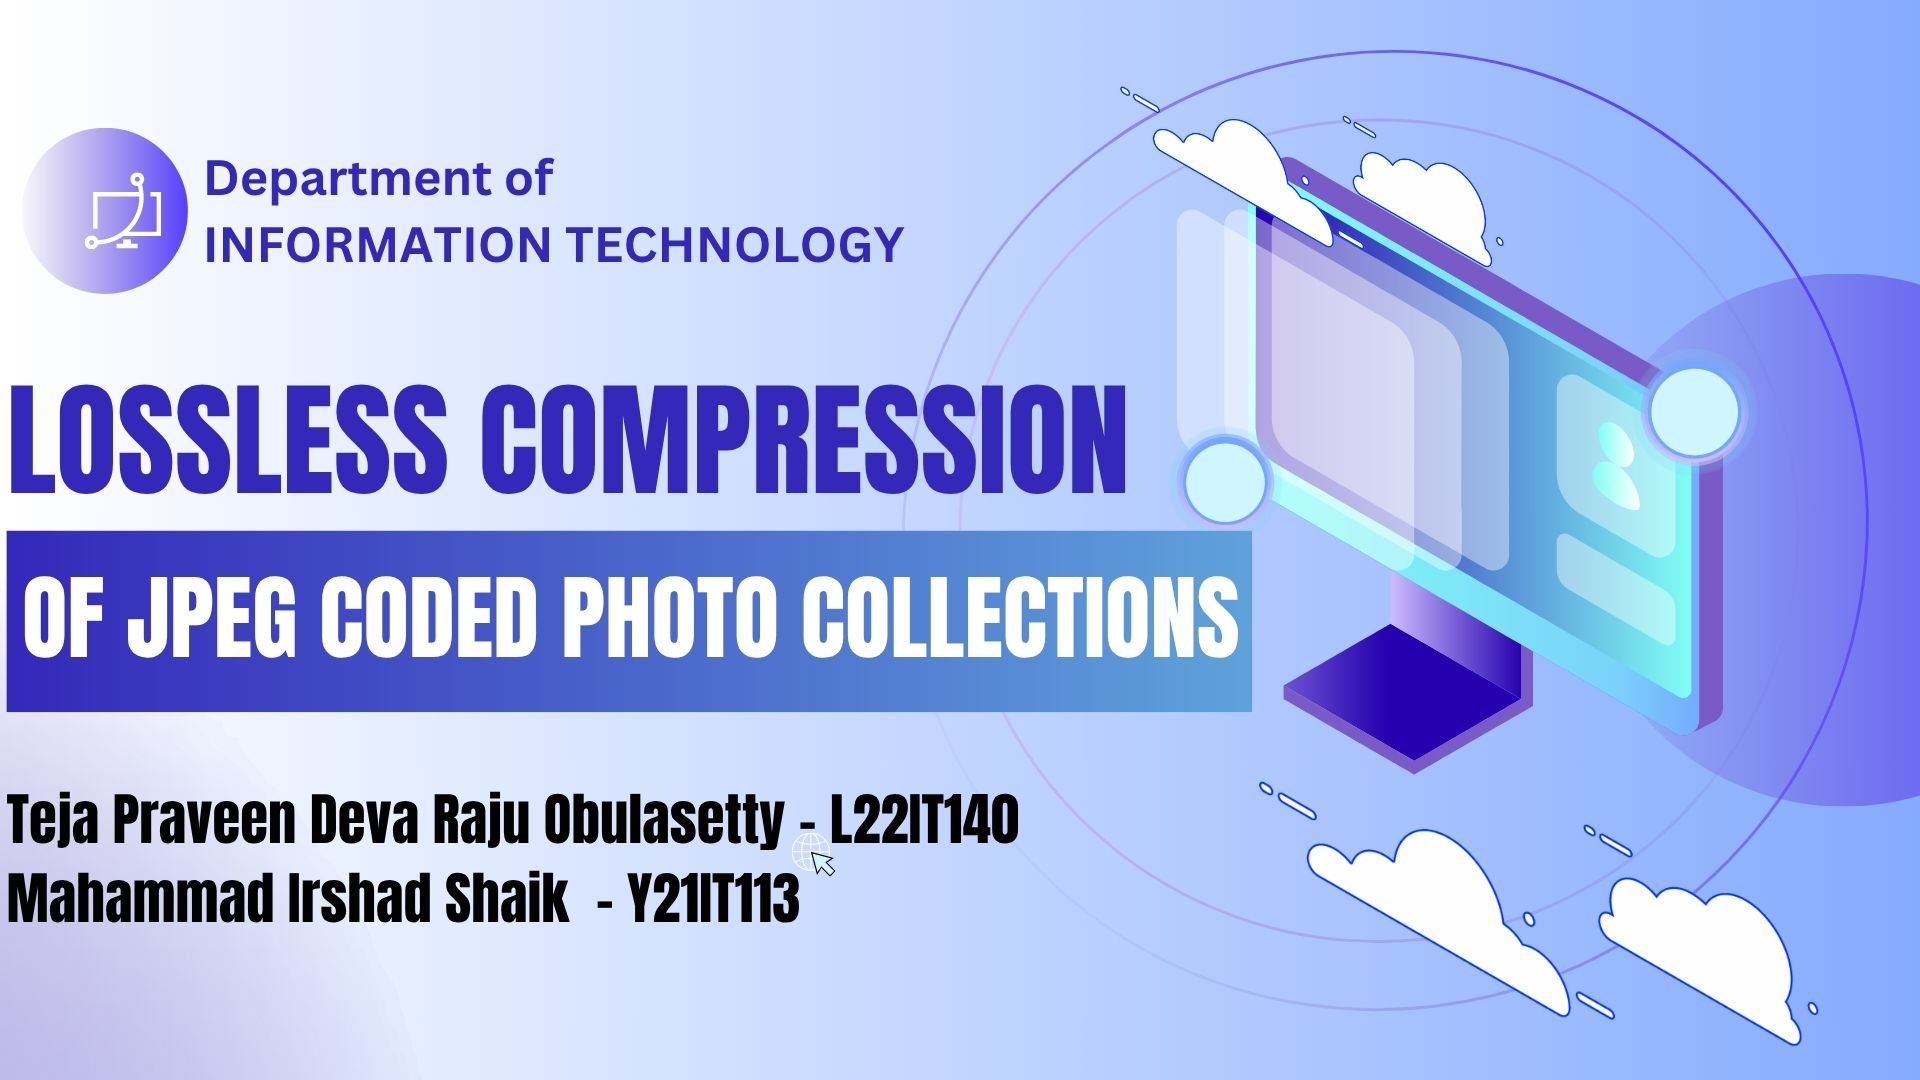 Department of
INFORMATION TECHNOLOGY
LOSSLESS COMPRESSION
OF JPEG CODED PHOTO COLLECTIONS
Teja Praveen Deva Raju Obulasetty - L22IT140
Mahammad Irshad Shaik - Y21IT113